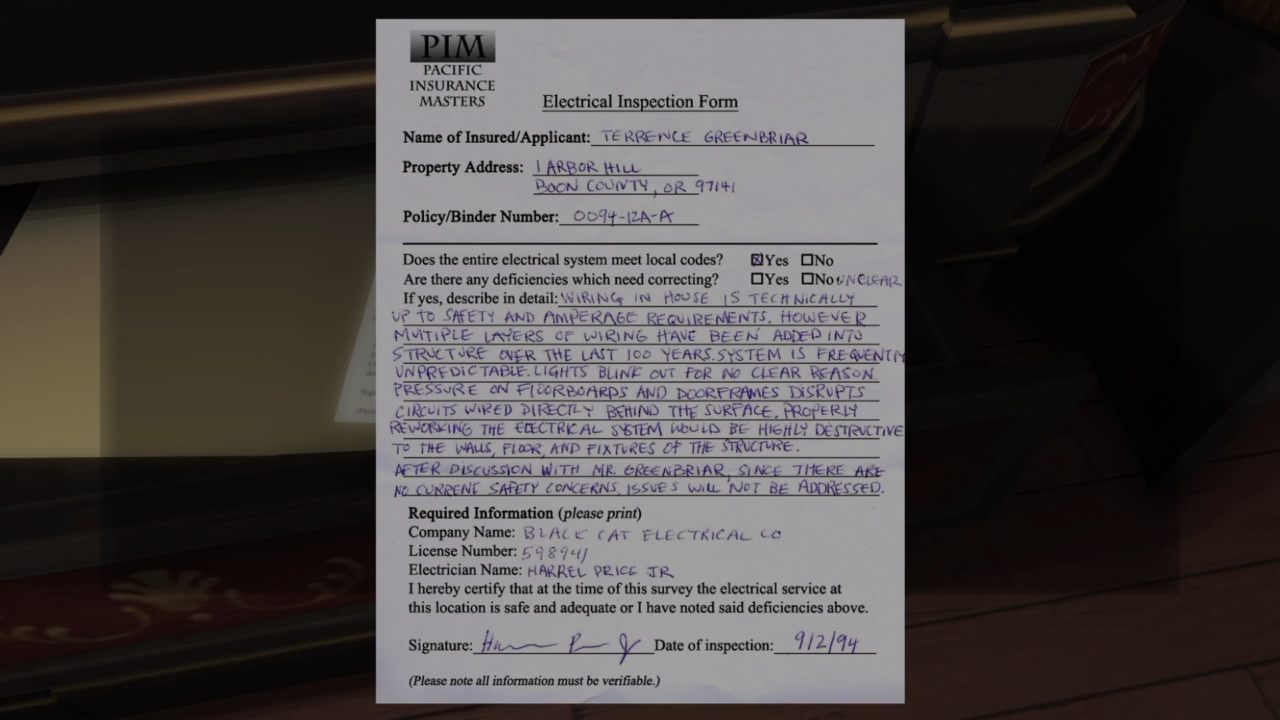 PIM
PACIFIC
INSURANCE
MASTERS
Electrical Inspection Form
Name of Insured/Applicant: TERRENCE GREENBRIAR
Property Address: 1 ARBOR HILL
BOON COUNTY, OR 97141
Policy/Binder Number: 0094-12A-A
Does the entire electrical system meet local codes? ☒Yes ☐No
Are there any deficiencies which need correcting? ☐Yes ☐No UNCLEAR
If yes, describe in detail: WIRING IN HOUSE IS TECHNICALLY
UP TO SAFETY AND AMPERAGE REQUIREMENTS. HOWEVER
MULTIPLE LAYERS OF WIRING HAVE BEEN ADDED INTO
STRUCTURE OVER THE LAST 100 YEARS. SYSTEM IS FREQUENTLY
UNPREDICTABLE. LIGHTS BLINK OUT FOR NO CLEAR REASON.
PRESSURE ON FLOORBOARDS AND DOORFRAMES DISRUPTS
CIRCUITS WIRED DIRECTLY BEHIND THE SURFACE. PROPERLY
REWORKING THE ELECTRICAL SYSTEM WOULD BE HIGHLY DESTRUCTIVE
TO THE WALLS, FLOOR, AND FIXTURES OF THE STRUCTURE.
AFTER DISCUSSION WITH MR. GREENBRIAR, SINCE THERE ARE
NO CURRENT SAFETY CONCERNS, ISSUES WILL NOT BE ADDRESSED.
Required Information (please print)
Company Name: BLACK CAT ELECTRICAL CO
License Number: 598941
Electrician Name: HARREL PRICE JR
I hereby certify that at the time of this survey the electrical service at
this location is safe and adequate or I have noted said deficiencies above.
Signature: Date of inspection: 9/2/94
(Please note all information must be verifiable.)